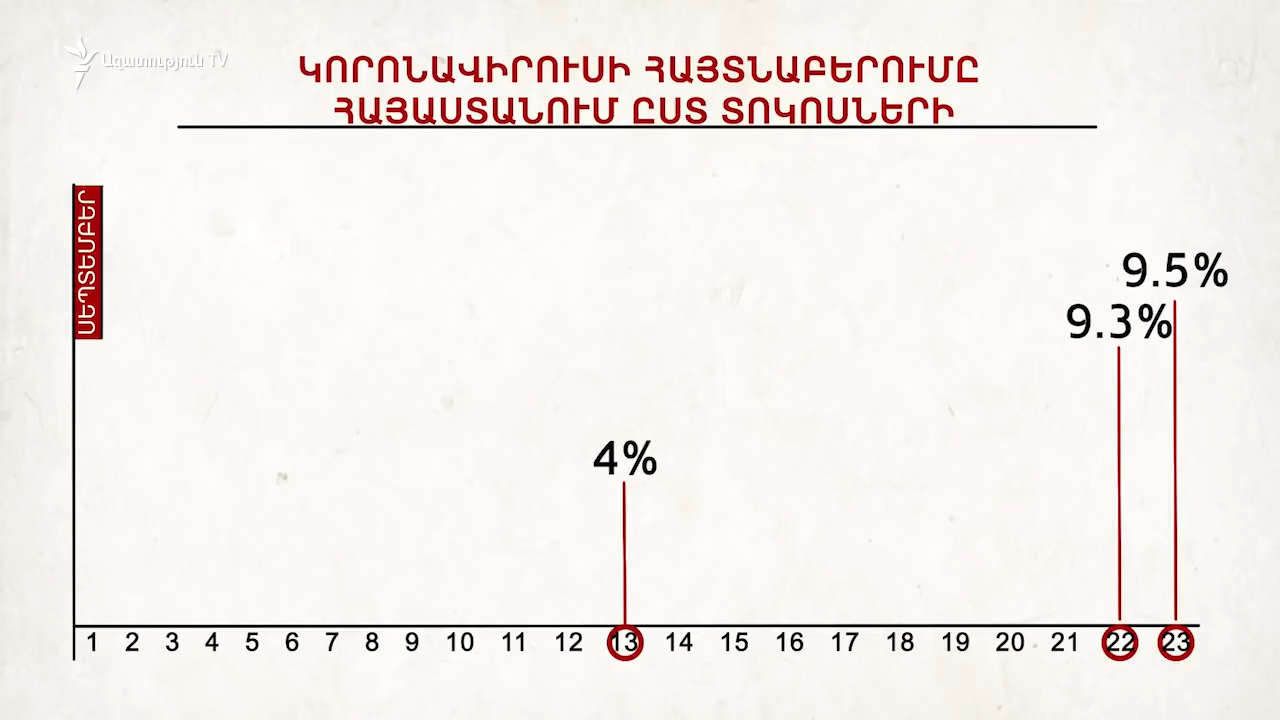 Ազատություն TV
ԿՈՐՈՆԱՎԻՐՈՒՍԻ ՀԱՅՏՆԱԲԵՐՈՒՄԸ
ՀԱՅԱՍՏԱՆՈՒՄ ԸՍՏ ՏՈԿՈՍՆԵՐԻ
ՍԵՊՏԵՄԲԵՐ
9.5%
9.3%
4%
1 2 3 4 5 6 7 8 9 10 11 12 13 14 15 16 17 18 19 20 21 22 23